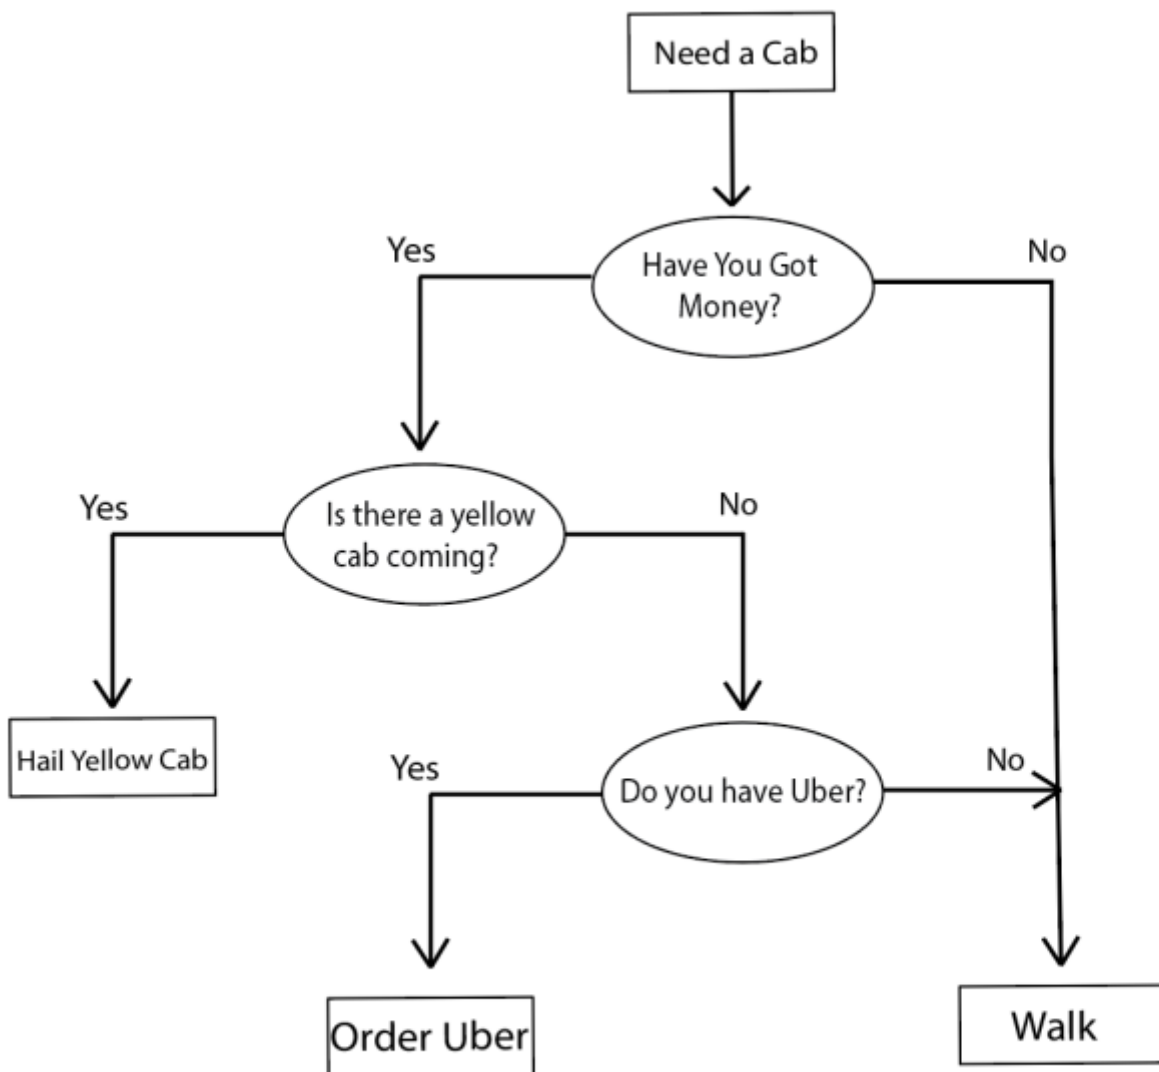 Need a Cab
Yes
No
Have You Got
Money?
Yes
No
Is there a yellow
cab coming?
Hail Yellow Cab
Yes
No
Do you have Uber?
Order Uber
Walk